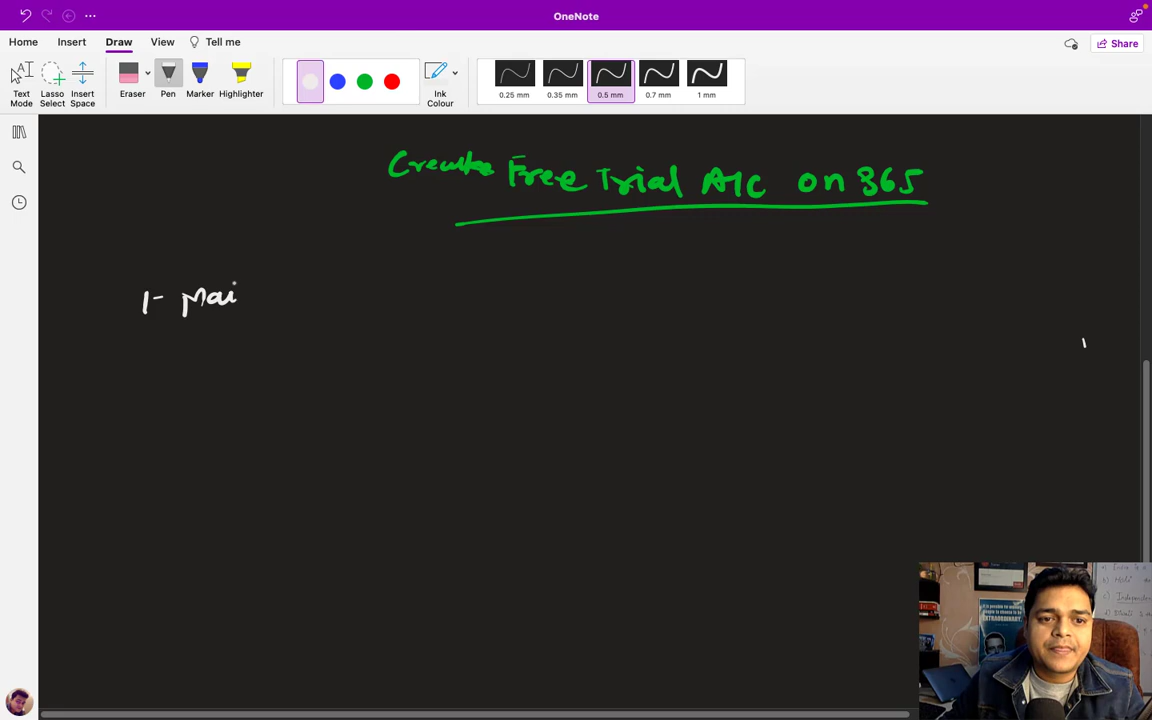 OneNote
Home Insert Draw View Tell me
Share
Text Mode
Lasso Select
Insert Space
Eraser
Pen
Marker
Highlighter
Ink Colour
0.25 mm
0.35 mm
0.5 mm
0.7 mm
1 mm
Create Free Trial A/C on 365
1- Mai
EXTRAORDINARY.